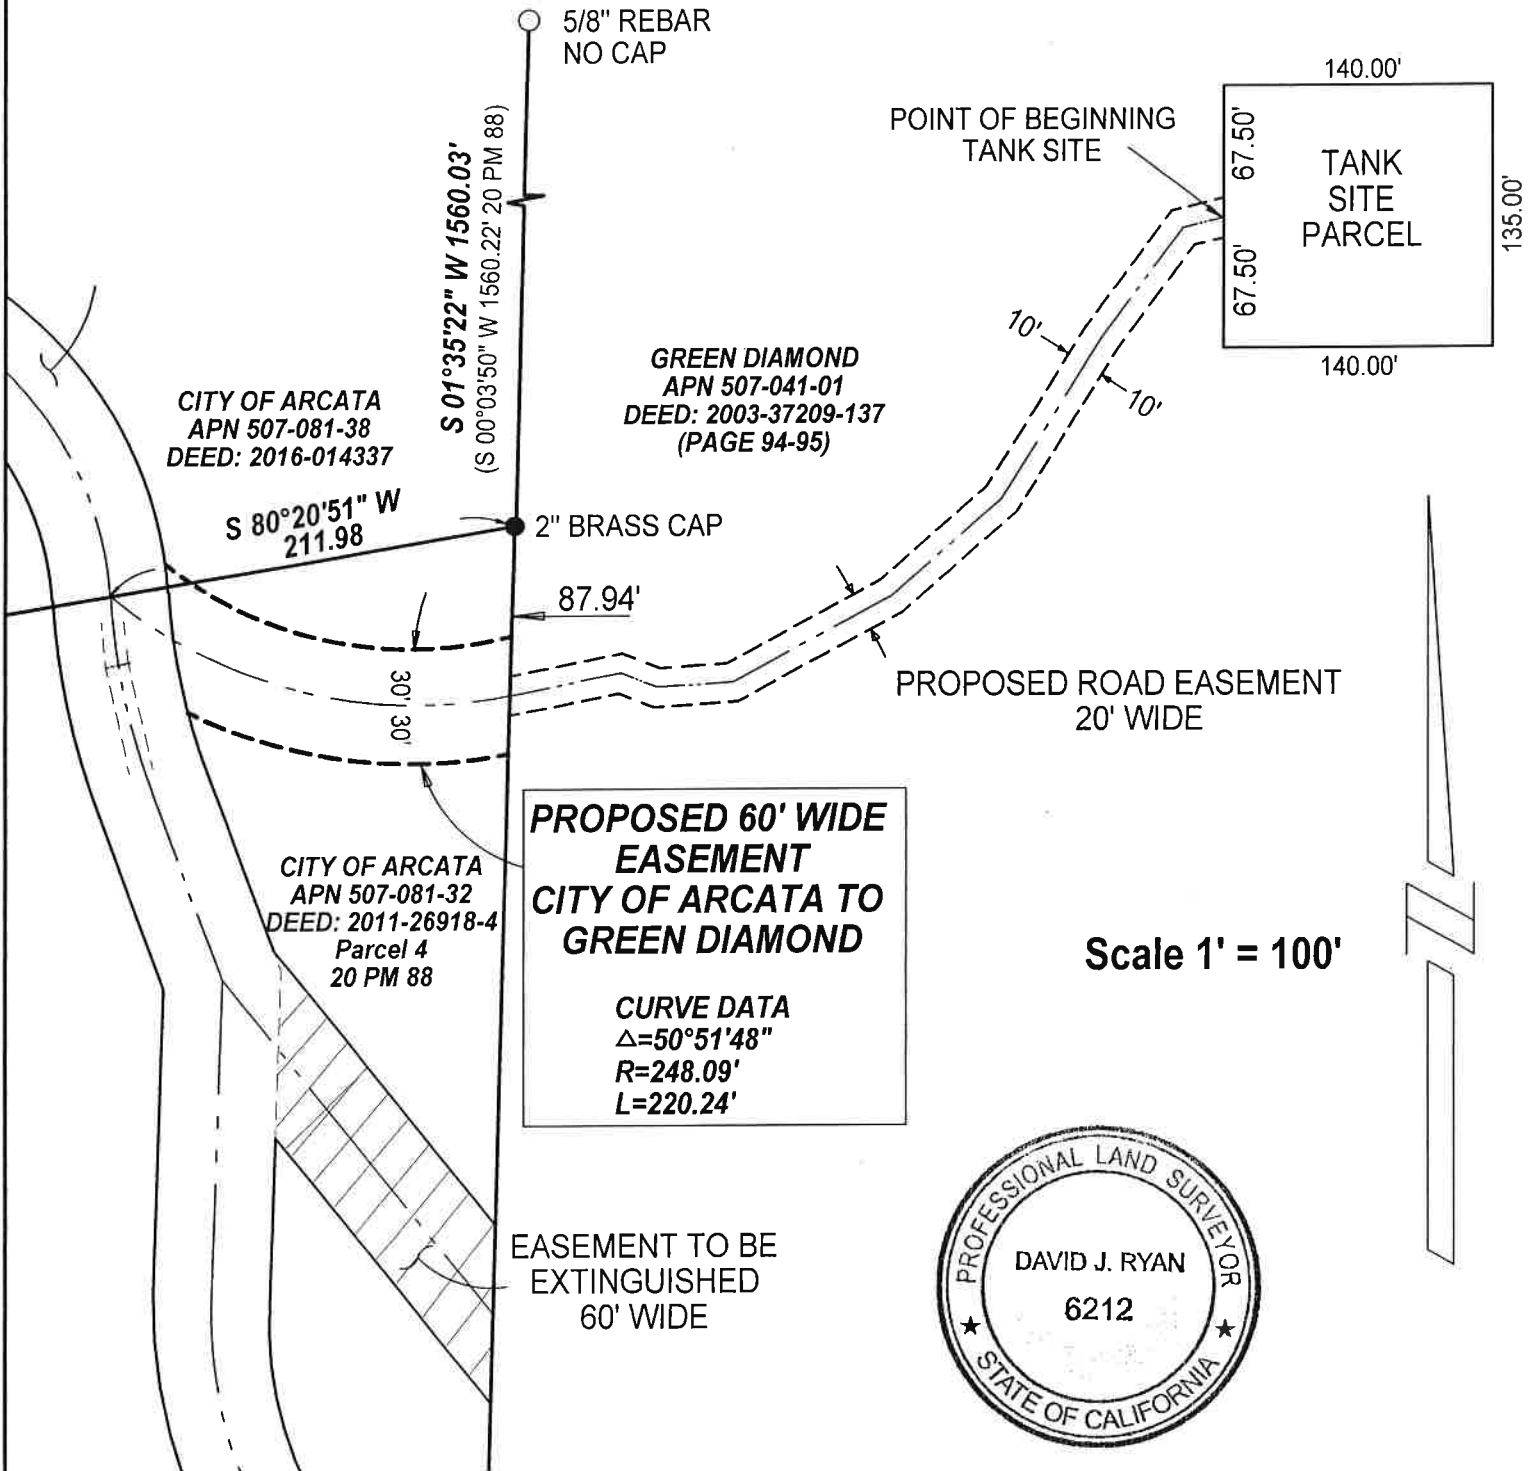 5/8" REBAR
NO CAP
140.00'
POINT OF BEGINNING
TANK SITE
67.50'
67.50'
TANK
SITE
PARCEL
135.00'
140.00'
S 01°35'22" W 1560.03'
(S 00°03'50" W 1560.22' 20 PM 88)
10'
10'
GREEN DIAMOND
APN 507-041-01
DEED: 2003-37209-137
(PAGE 94-95)
CITY OF ARCATA
APN 507-081-38
DEED: 2016-014337
S 80°20'51" W
211.98
2" BRASS CAP
87.94'
30'
30'
PROPOSED ROAD EASEMENT
20' WIDE
PROPOSED 60' WIDE
EASEMENT
CITY OF ARCATA TO
GREEN DIAMOND
CURVE DATA
△=50°51'48"
R=248.09'
L=220.24'
CITY OF ARCATA
APN 507-081-32
DEED: 2011-26918-4
Parcel 4
20 PM 88
Scale 1' = 100'
EASEMENT TO BE
EXTINGUISHED
60' WIDE
PROFESSIONAL LAND SURVEYOR
DAVID J. RYAN
6212
★ STATE OF CALIFORNIA ★
N